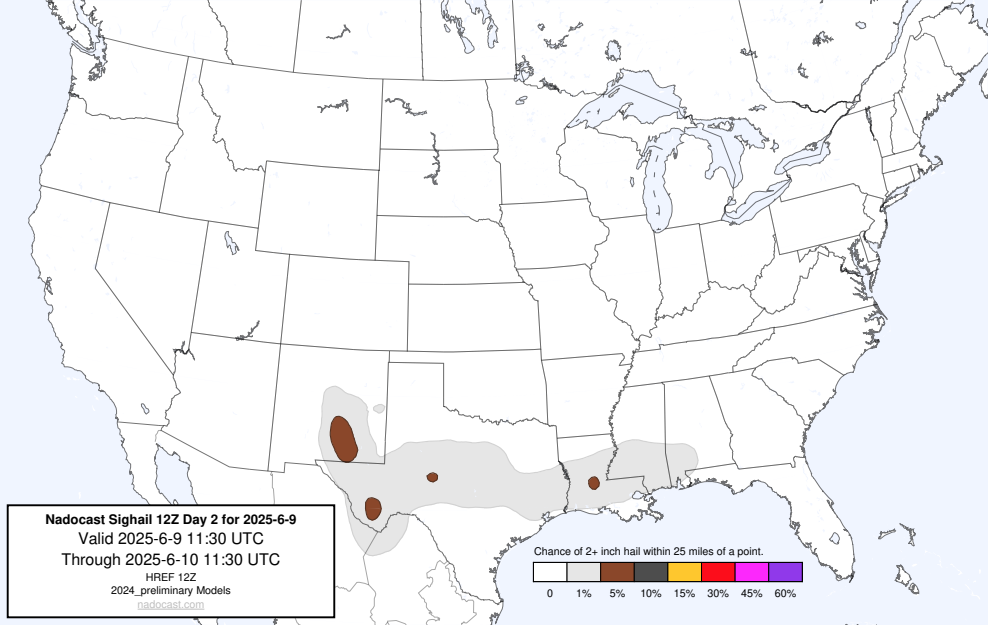 Nadocast Sighail 12Z Day 2 for 2025-6-9
Valid 2025-6-9 11:30 UTC
Through 2025-6-10 11:30 UTC
HREF 12Z
2024_preliminary Models
nadocast.com
Chance of 2+ inch hail within 25 miles of a point.
0 1% 5% 10% 15% 30% 45% 60%